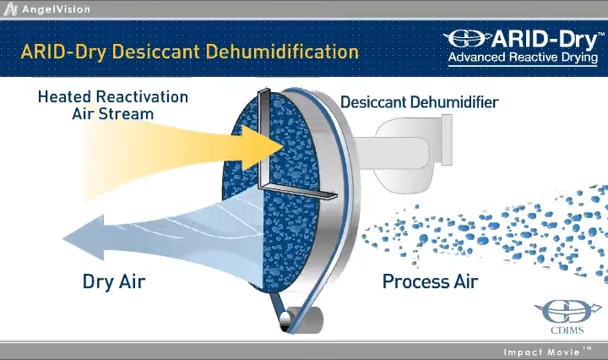 AngelVision
ARID-Dry Desiccant Dehumidification
ARID-Dry™
Advanced Reactive Drying
Heated Reactivation
Air Stream
Desiccant Dehumidifier
Dry Air
Process Air
CDIMS
Impact Movie™